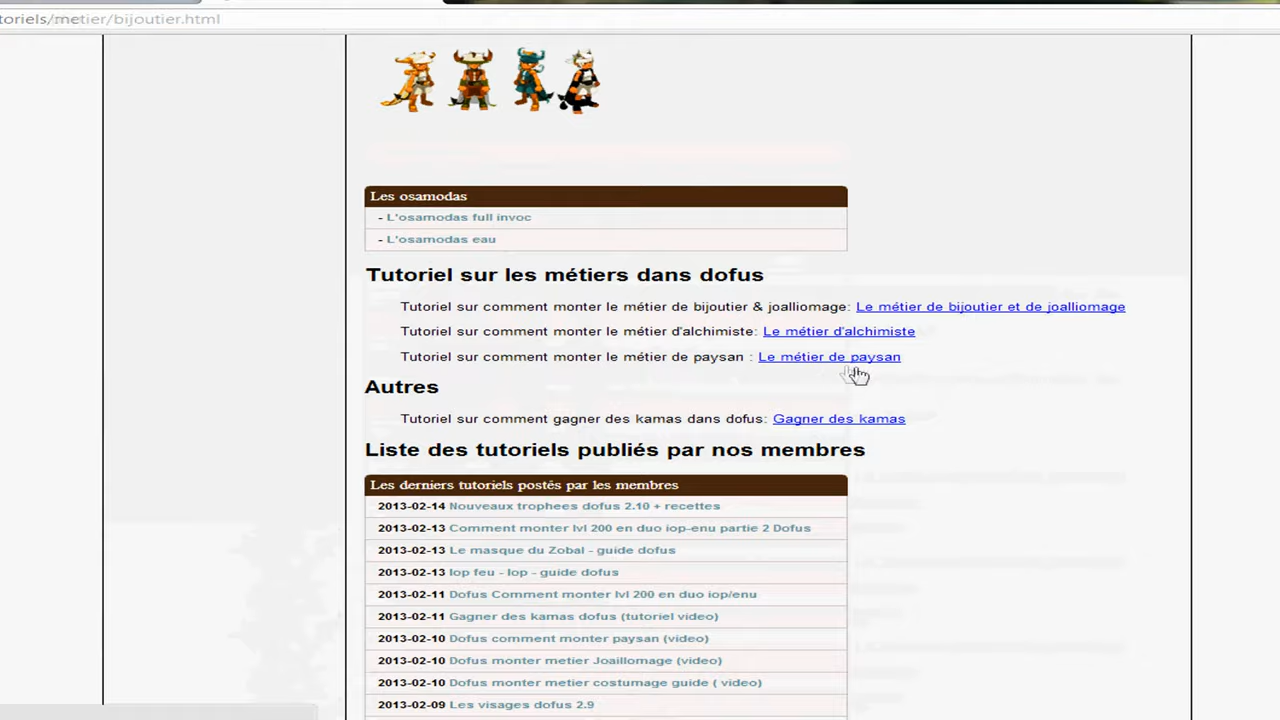 toriels/metier/bijoutier.html
Les osamodas
- L'osamodas full invoc
- L'osamodas eau
Tutoriel sur les métiers dans dofus
Tutoriel sur comment monter le métier de bijoutier & joalliomage: Le métier de bijoutier et de joalliomage
Tutoriel sur comment monter le métier d'alchimiste: Le métier d'alchimiste
Tutoriel sur comment monter le métier de paysan : Le métier de paysan
Autres
Tutoriel sur comment gagner des kamas dans dofus: Gagner des kamas
Liste des tutoriels publiés par nos membres
Les derniers tutoriels postés par les membres
2013-02-14 Nouveaux trophees dofus 2.10 + recettes
2013-02-13 Comment monter lvl 200 en duo iop-enu partie 2 Dofus
2013-02-13 Le masque du Zobal - guide dofus
2013-02-13 Iop feu - Iop - guide dofus
2013-02-11 Dofus Comment monter lvl 200 en duo iop/enu
2013-02-11 Gagner des kamas dofus (tutoriel video)
2013-02-10 Dofus comment monter paysan (video)
2013-02-10 Dofus monter metier Joaillomage (video)
2013-02-10 Dofus monter metier costumage guide ( video)
2013-02-09 Les visages dofus 2.9